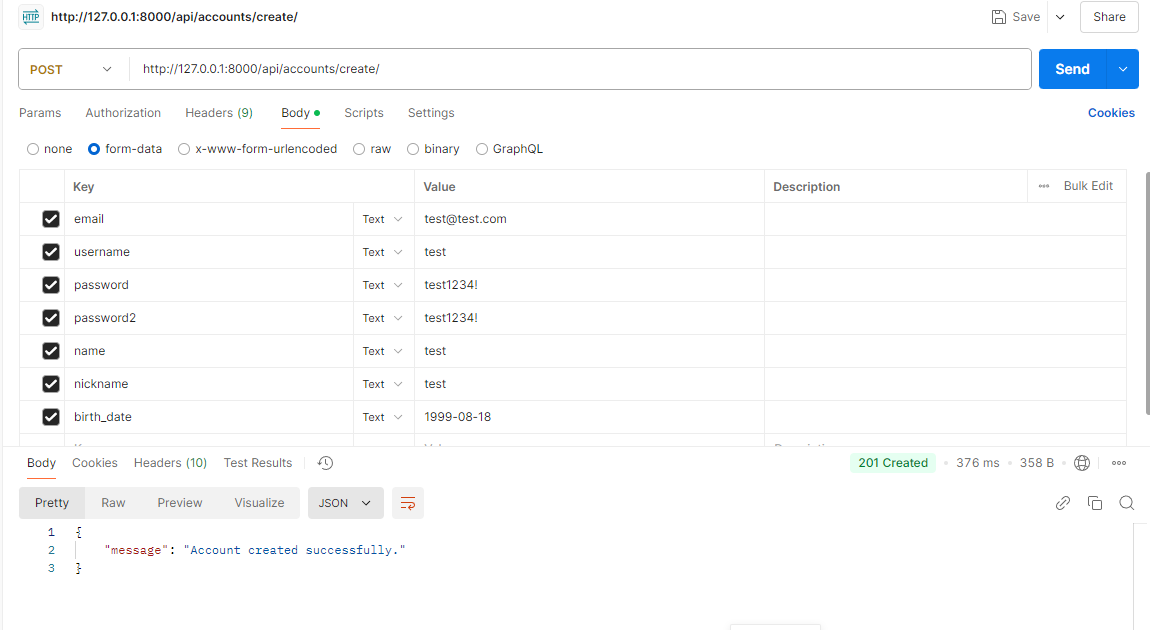 HTTP http://127.0.0.1:8000/api/accounts/create/ Save Share
POST http://127.0.0.1:8000/api/accounts/create/ Send
Params Authorization Headers (9) Body Scripts Settings Cookies
none form-data x-www-form-urlencoded raw binary GraphQL
Key Value Description Bulk Edit
email Text test@test.com
username Text test
password Text test1234!
password2 Text test1234!
name Text test
nickname Text test
birth_date Text 1999-08-18
Body Cookies Headers (10) Test Results 201 Created 376 ms 358 B
Pretty Raw Preview Visualize JSON
1 {
2 "message": "Account created successfully."
3 }